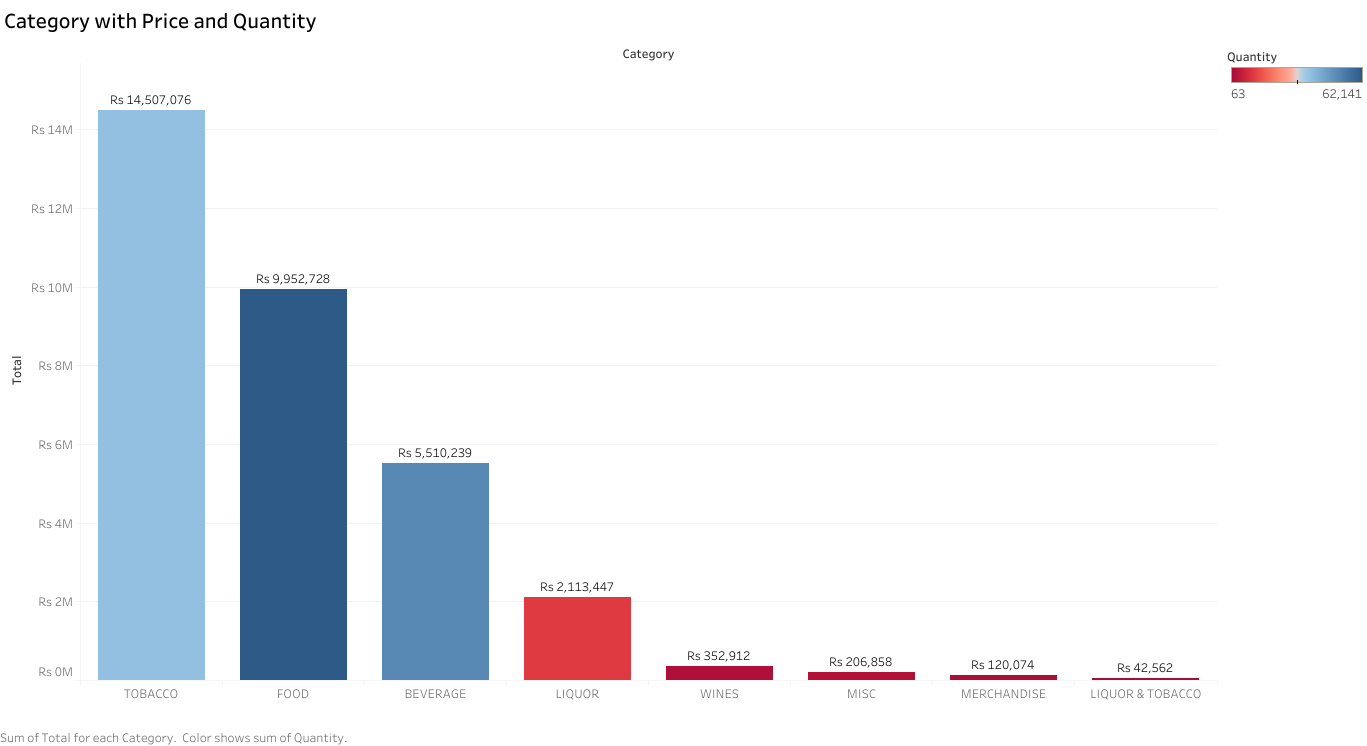 Category with Price and Quantity
Category
Quantity
63 62,141
Total
Rs 14M
Rs 12M
Rs 10M
Rs 8M
Rs 6M
Rs 4M
Rs 2M
Rs 0M
Rs 14,507,076
Rs 9,952,728
Rs 5,510,239
Rs 2,113,447
Rs 352,912
Rs 206,858
Rs 120,074
Rs 42,562
TOBACCO FOOD BEVERAGE LIQUOR WINES MISC MERCHANDISE LIQUOR & TOBACCO
Sum of Total for each Category. Color shows sum of Quantity.